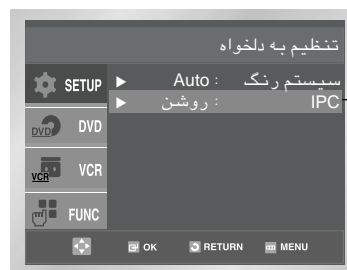 تنظیم به دلخواه
سیستم رنگ : Auto ►
IPC : روشن ►
SETUP
DVD DVD
VCR VCR
FUNC
OK RETURN MENU